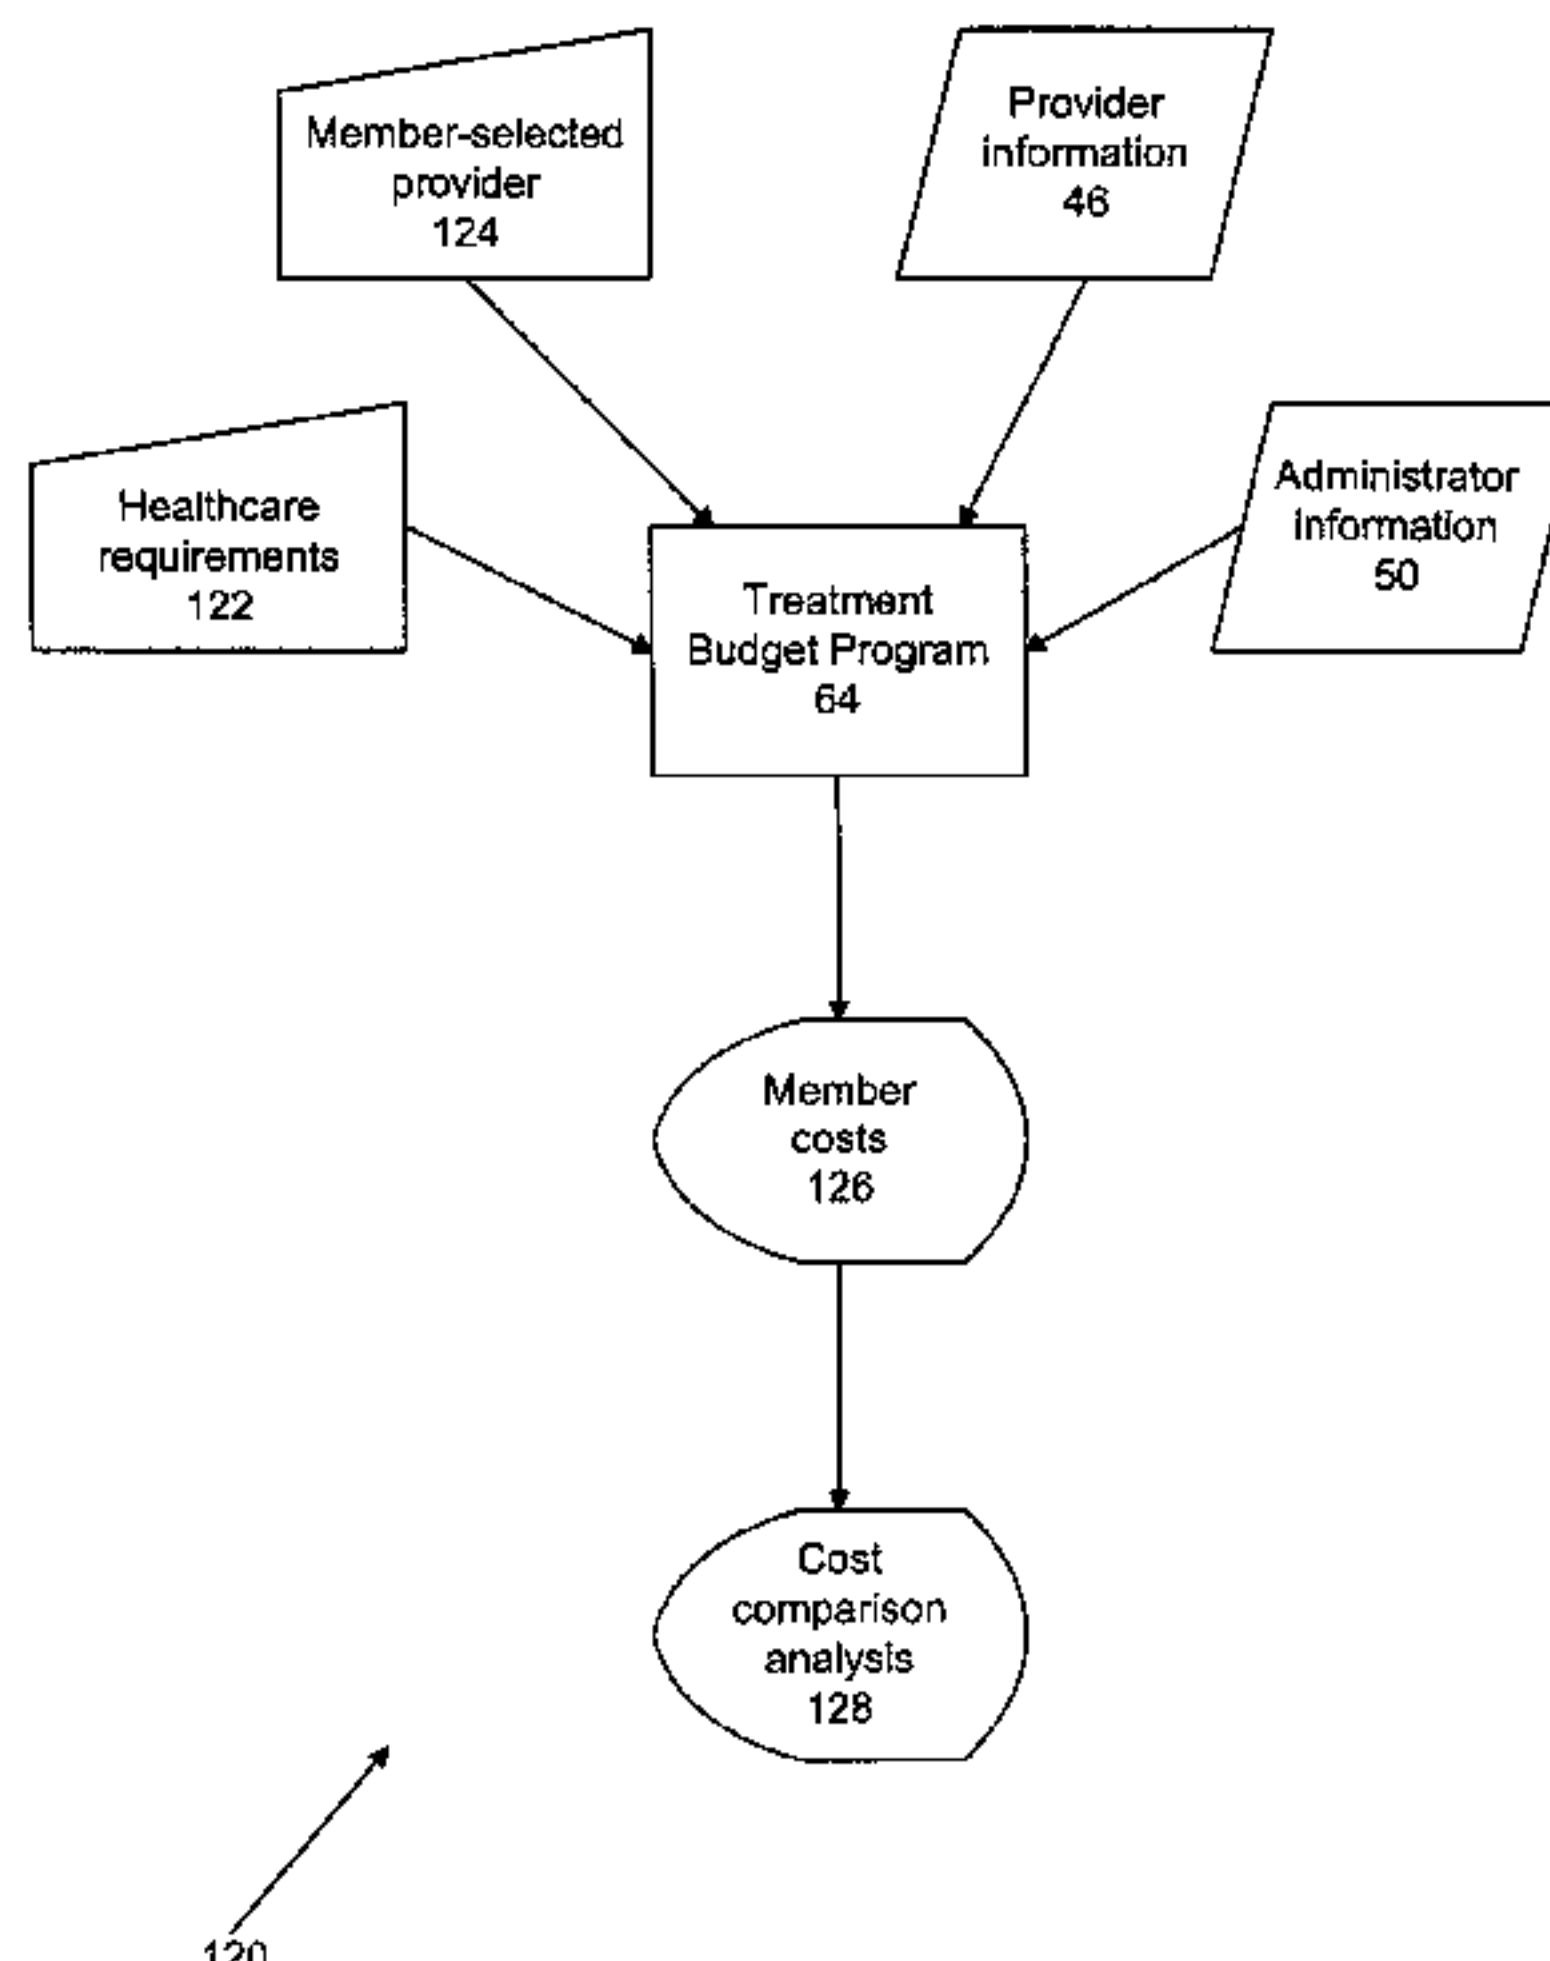 Member-selected
provider
124
Provider
information
46
Healthcare
requirements
122
Administrator
information
50
Treatment
Budget Program
64
Member
costs
126
Cost
comparison
analysts
128
120